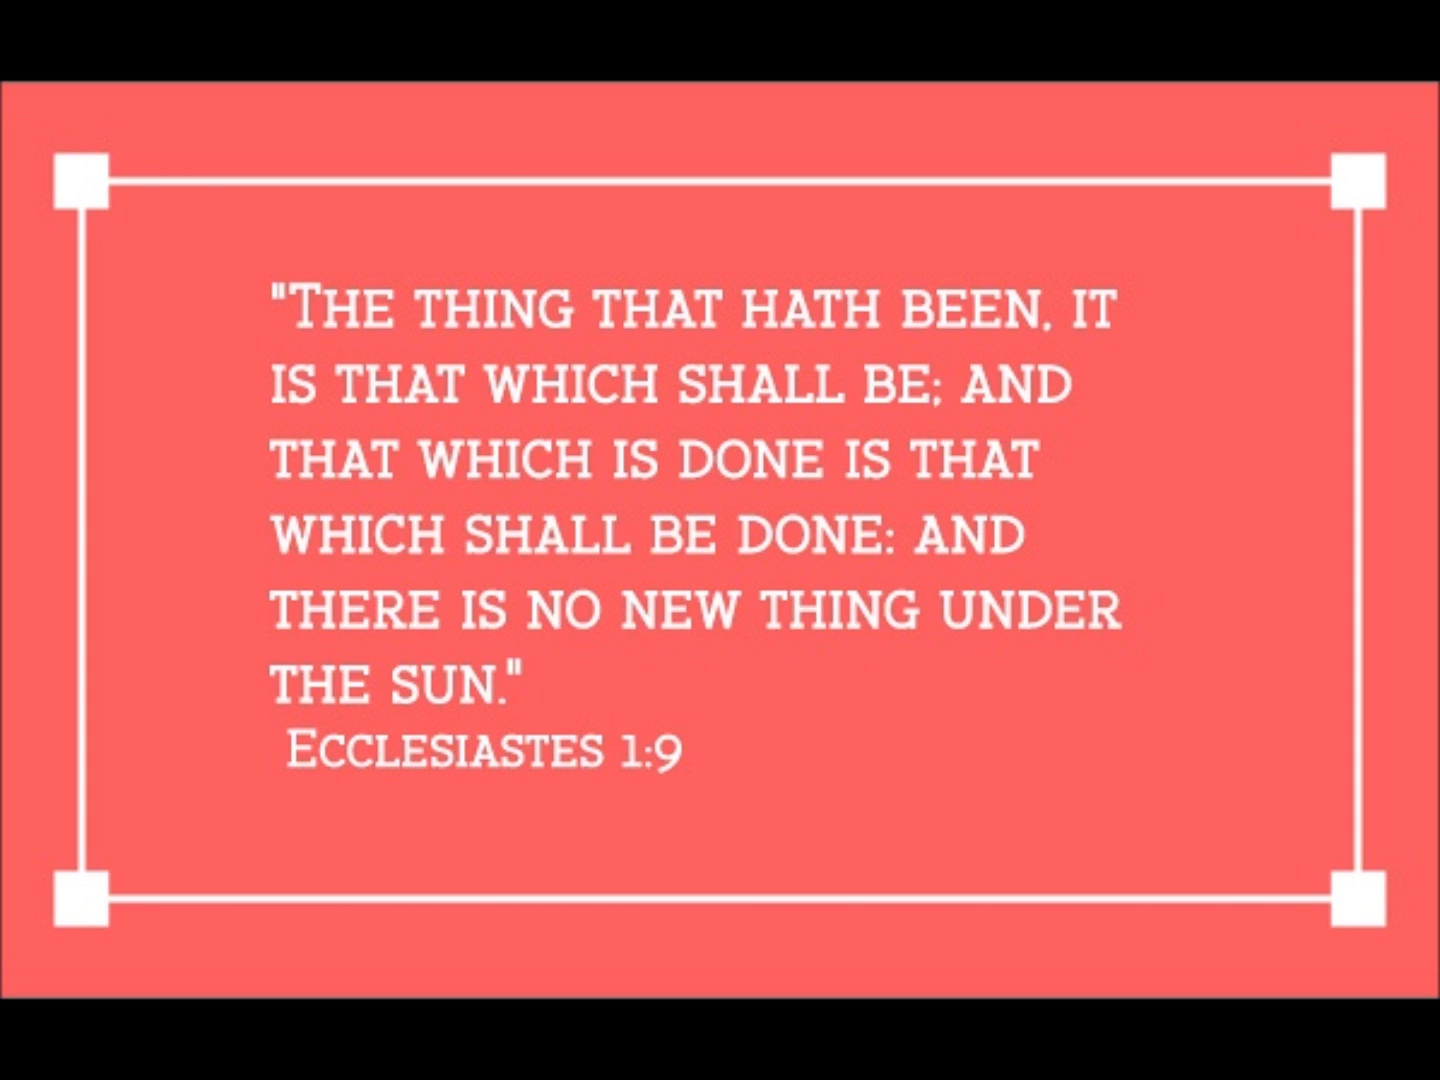 "The thing that hath been, it
is that which shall be; and
that which is done is that
which shall be done: and
there is no new thing under
the sun."
Ecclesiastes 1:9